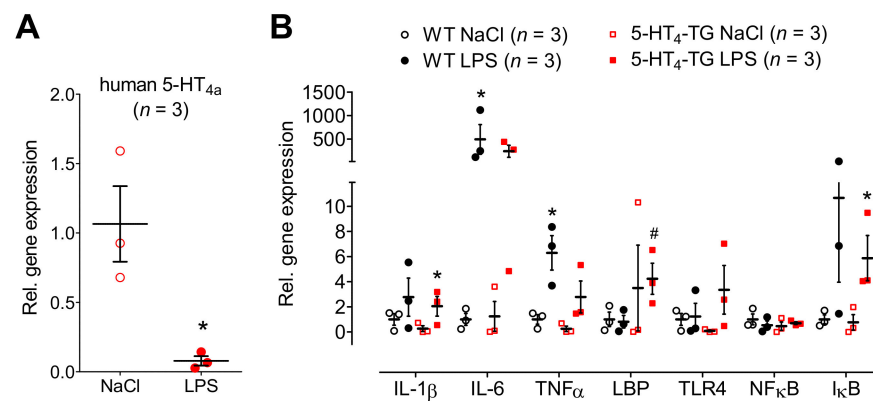 A
human 5-HT4a
(n = 3)
Rel. gene expression
2.0
1.5
1.0
0.5
0.0
*
NaCl
LPS
B
WT NaCl (n = 3)
5-HT4-TG NaCl (n = 3)
WT LPS (n = 3)
5-HT4-TG LPS (n = 3)
Rel. gene expression
1500
1000
500
10
8
6
4
2
0
*
*
*
#
*
IL-1β
IL-6
TNFα
LBP
TLR4
NFκB
IκB